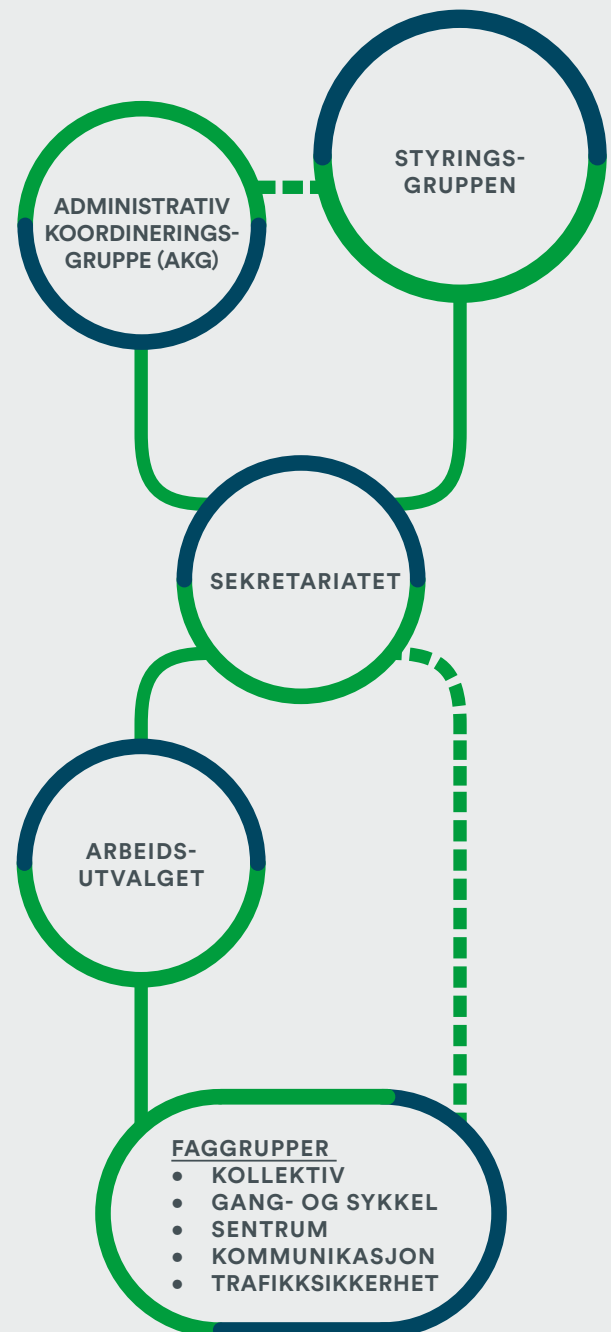 STYRINGS-
GRUPPEN
ADMINISTRATIV
KOORDINERINGS-
GRUPPE (AKG)
SEKRETARIATET
ARBEIDS-
UTVALGET
FAGGRUPPER
• KOLLEKTIV
• GANG- OG SYKKEL
• SENTRUM
• KOMMUNIKASJON
• TRAFIKKSIKKERHET